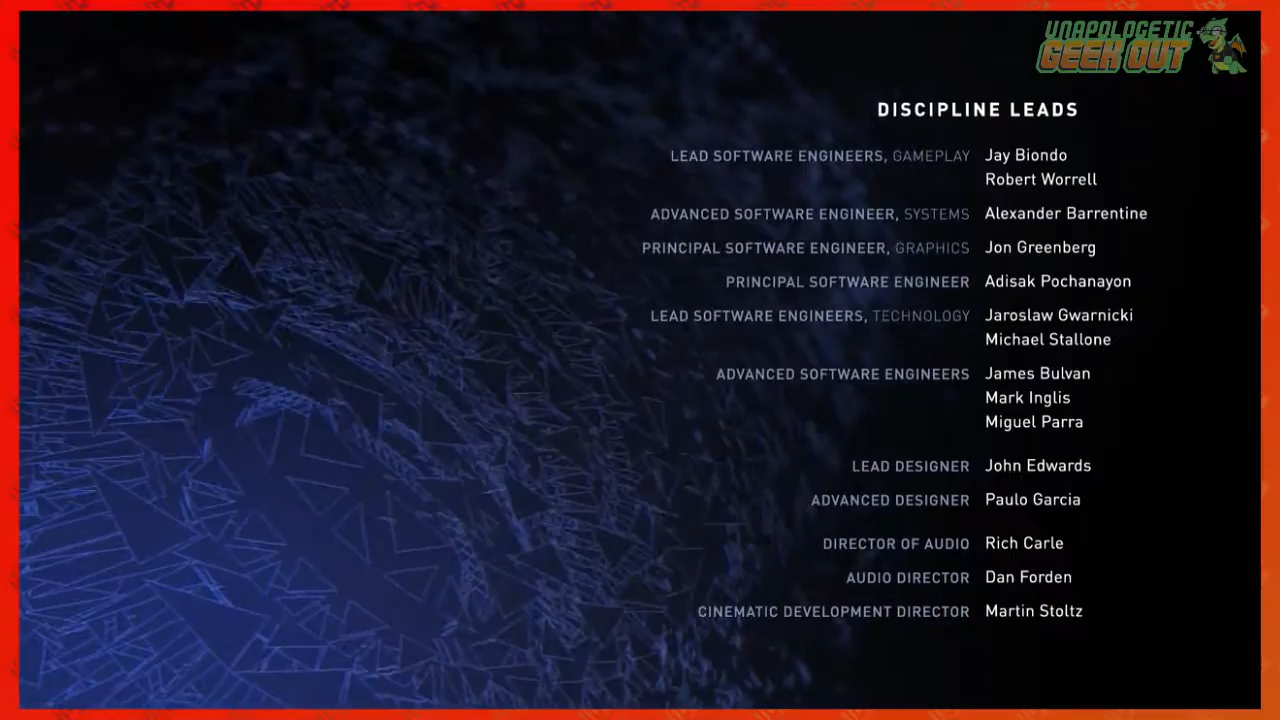 UNAPOLOGETIC
GEEK OUT
DISCIPLINE LEADS
LEAD SOFTWARE ENGINEERS, GAMEPLAY Jay Biondo
Robert Worrell
ADVANCED SOFTWARE ENGINEER, SYSTEMS Alexander Barrentine
PRINCIPAL SOFTWARE ENGINEER, GRAPHICS Jon Greenberg
PRINCIPAL SOFTWARE ENGINEER Adisak Pochanayon
LEAD SOFTWARE ENGINEERS, TECHNOLOGY Jaroslaw Gwarnicki
Michael Stallone
ADVANCED SOFTWARE ENGINEERS James Bulvan
Mark Inglis
Miguel Parra
LEAD DESIGNER John Edwards
ADVANCED DESIGNER Paulo Garcia
DIRECTOR OF AUDIO Rich Carle
AUDIO DIRECTOR Dan Forden
CINEMATIC DEVELOPMENT DIRECTOR Martin Stoltz